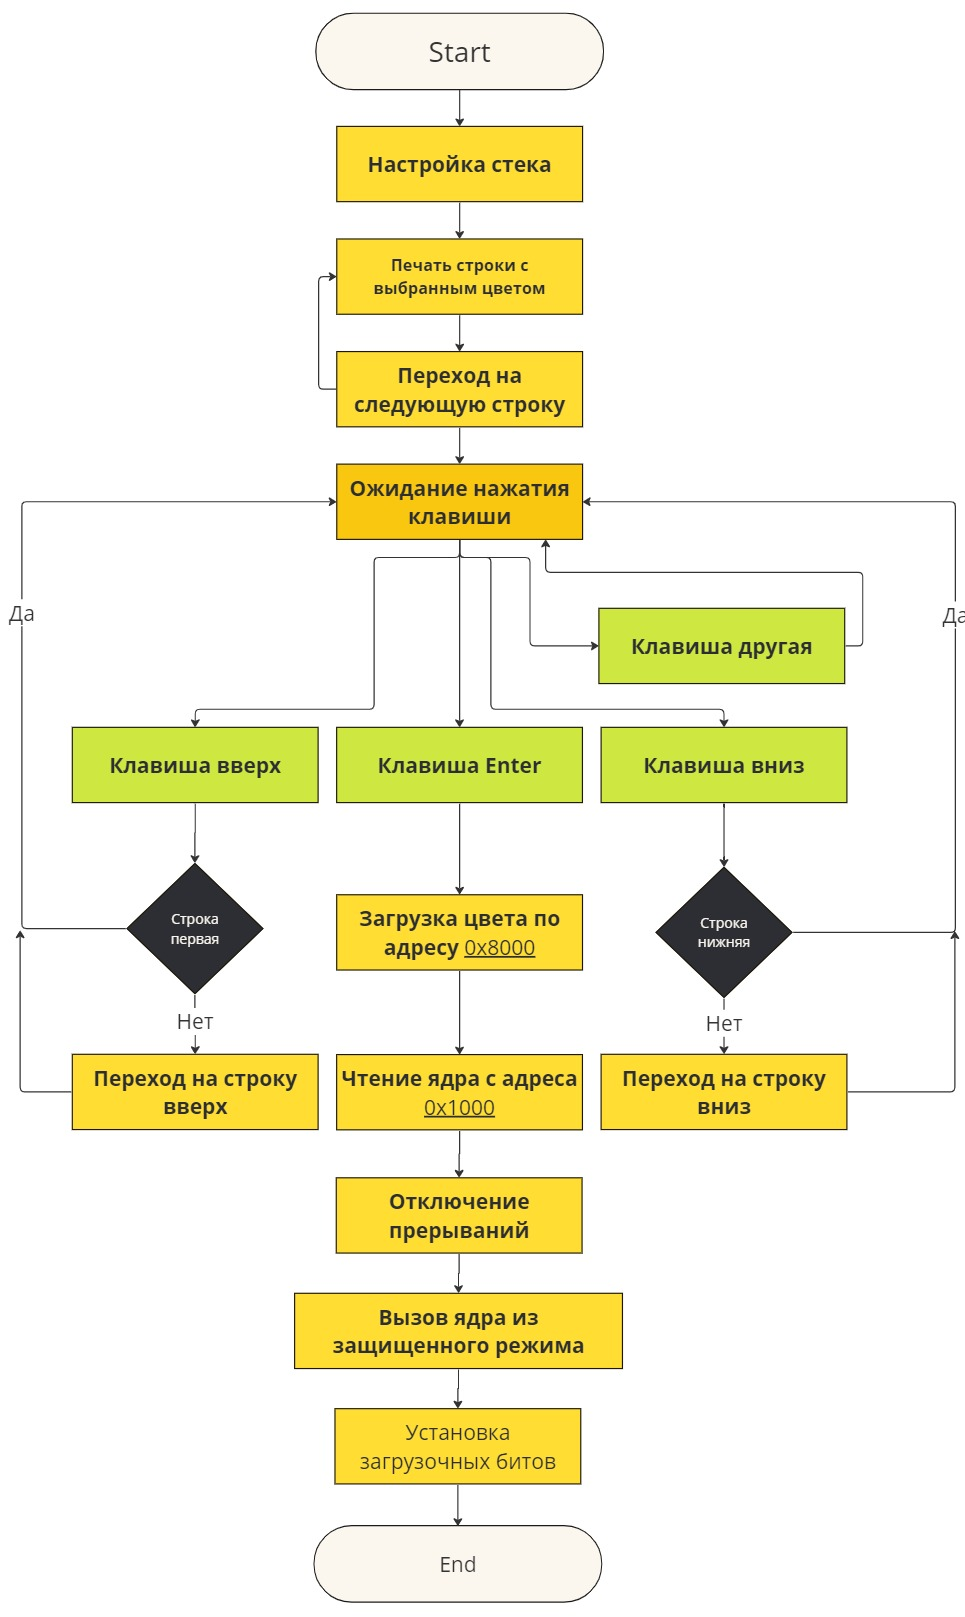 Start
Настройка стека
Печать строки с
выбранным цветом
Переход на
следующую строку
Ожидание нажатия
клавиши
Да
Да
Клавиша другая
Клавиша вверх
Клавиша Enter
Клавиша вниз
Строка
первая
Загрузка цвета по
адресу 0x8000
Строка
нижняя
Нет
Нет
Переход на строку
вверх
Чтение ядра с адреса
0x1000
Переход на строку
вниз
Отключение
прерываний
Вызов ядра из
защищенного режима
Установка
загрузочных битов
End